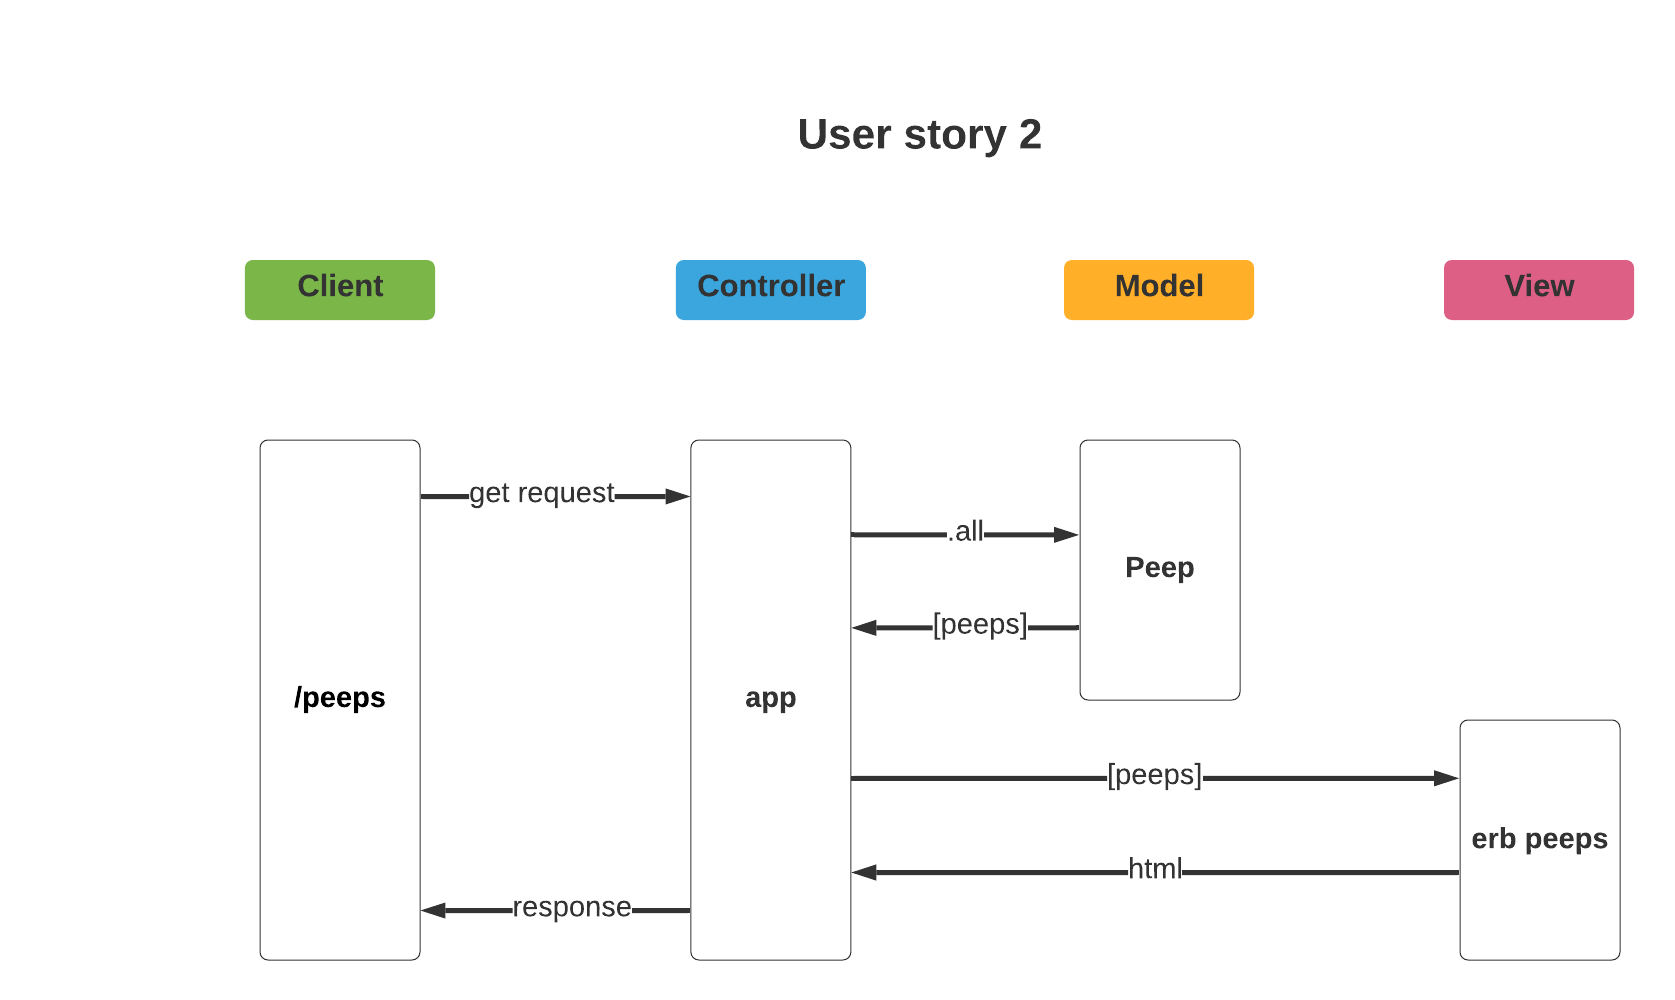 User story 2
Client
Controller
Model
View
get request
.all
Peep
[peeps]
/peeps
app
[peeps]
erb peeps
html
response